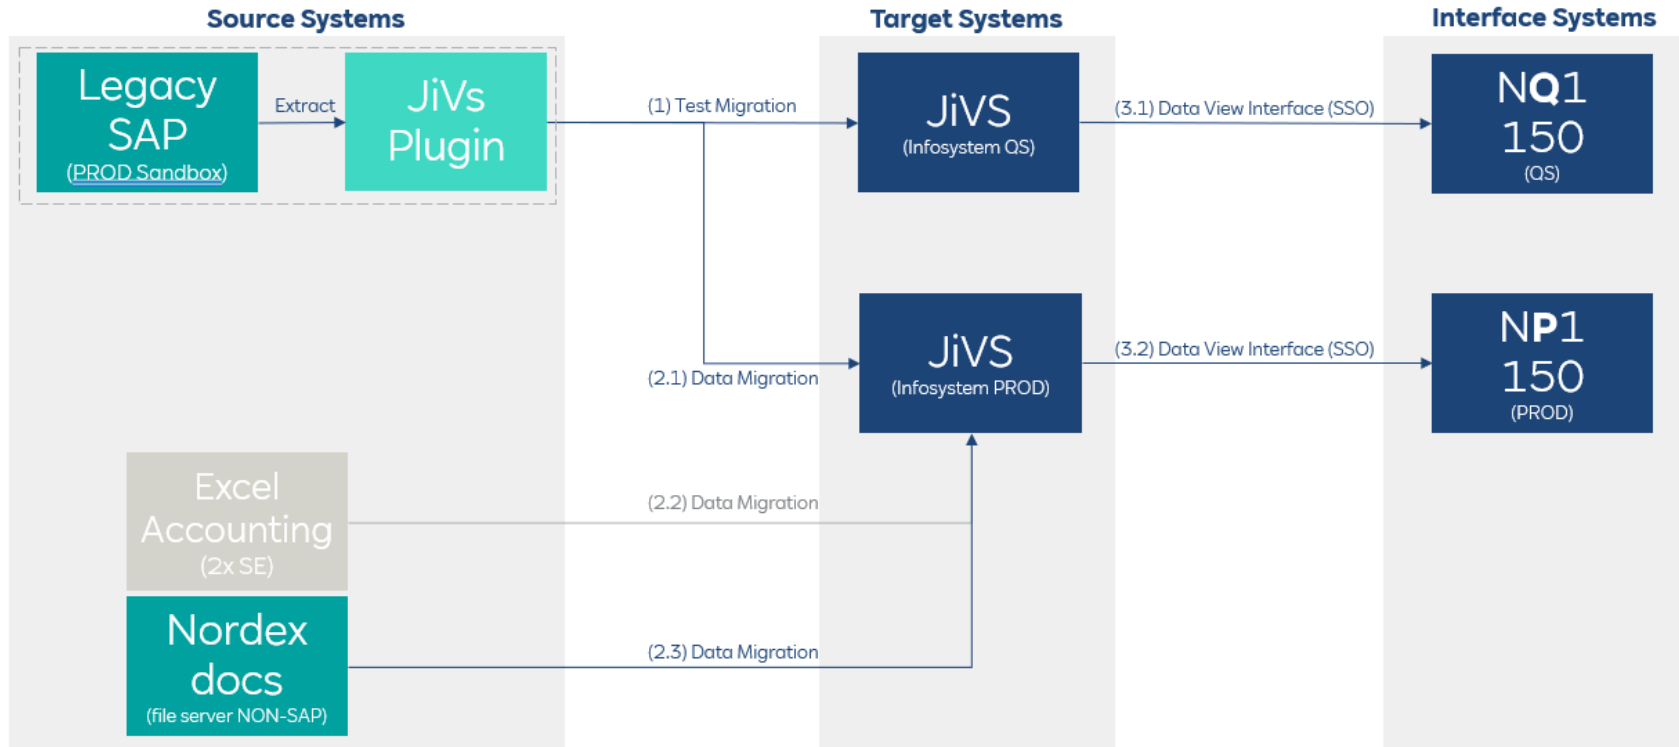 Source Systems
Target Systems
Interface Systems
Legacy
SAP
(PROD Sandbox)
Extract
JiVs
Plugin
(1) Test Migration
JiVS
(Infosystem QS)
(3.1) Data View Interface (SSO)
NQ1
150
(QS)
(2.1) Data Migration
JiVS
(Infosystem PROD)
(3.2) Data View Interface (SSO)
NP1
150
(PROD)
Excel
Accounting
(2x SE)
(2.2) Data Migration
Nordex
docs
(file server NON-SAP)
(2.3) Data Migration